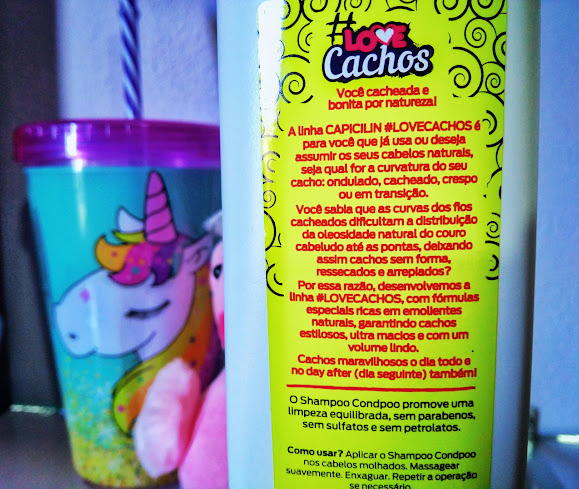 #LOVE
Cachos
Você cacheada e
bonita por natureza!
A linha CAPICILIN #LOVECACHOS é
para você que já usa ou deseja
assumir os seus cabelos naturais,
seja qual for a curvatura do seu
cacho: ondulado, cacheado, crespo
ou em transição.
Você sabia que as curvas dos fios
cacheados dificultam a distribuição
da oleosidade natural do couro
cabeludo até as pontas, deixando
assim cachos sem forma,
ressecados e arrepiados?
Por essa razão, desenvolvemos a
linha #LOVECACHOS, com fórmulas
especiais ricas em emolientes
naturais, garantindo cachos
estilosos, ultra macios e com um
volume lindo.
Cachos maravilhosos o dia todo e
no day after (dia seguinte) também!
O Shampoo Condpoo promove uma
limpeza equilibrada, sem parabenos,
sem sulfatos e sem petrolatos.
Como usar? Aplicar o Shampoo Condpoo
nos cabelos molhados. Massagear
suavemente. Enxaguar. Repetir a operação
se necessário.